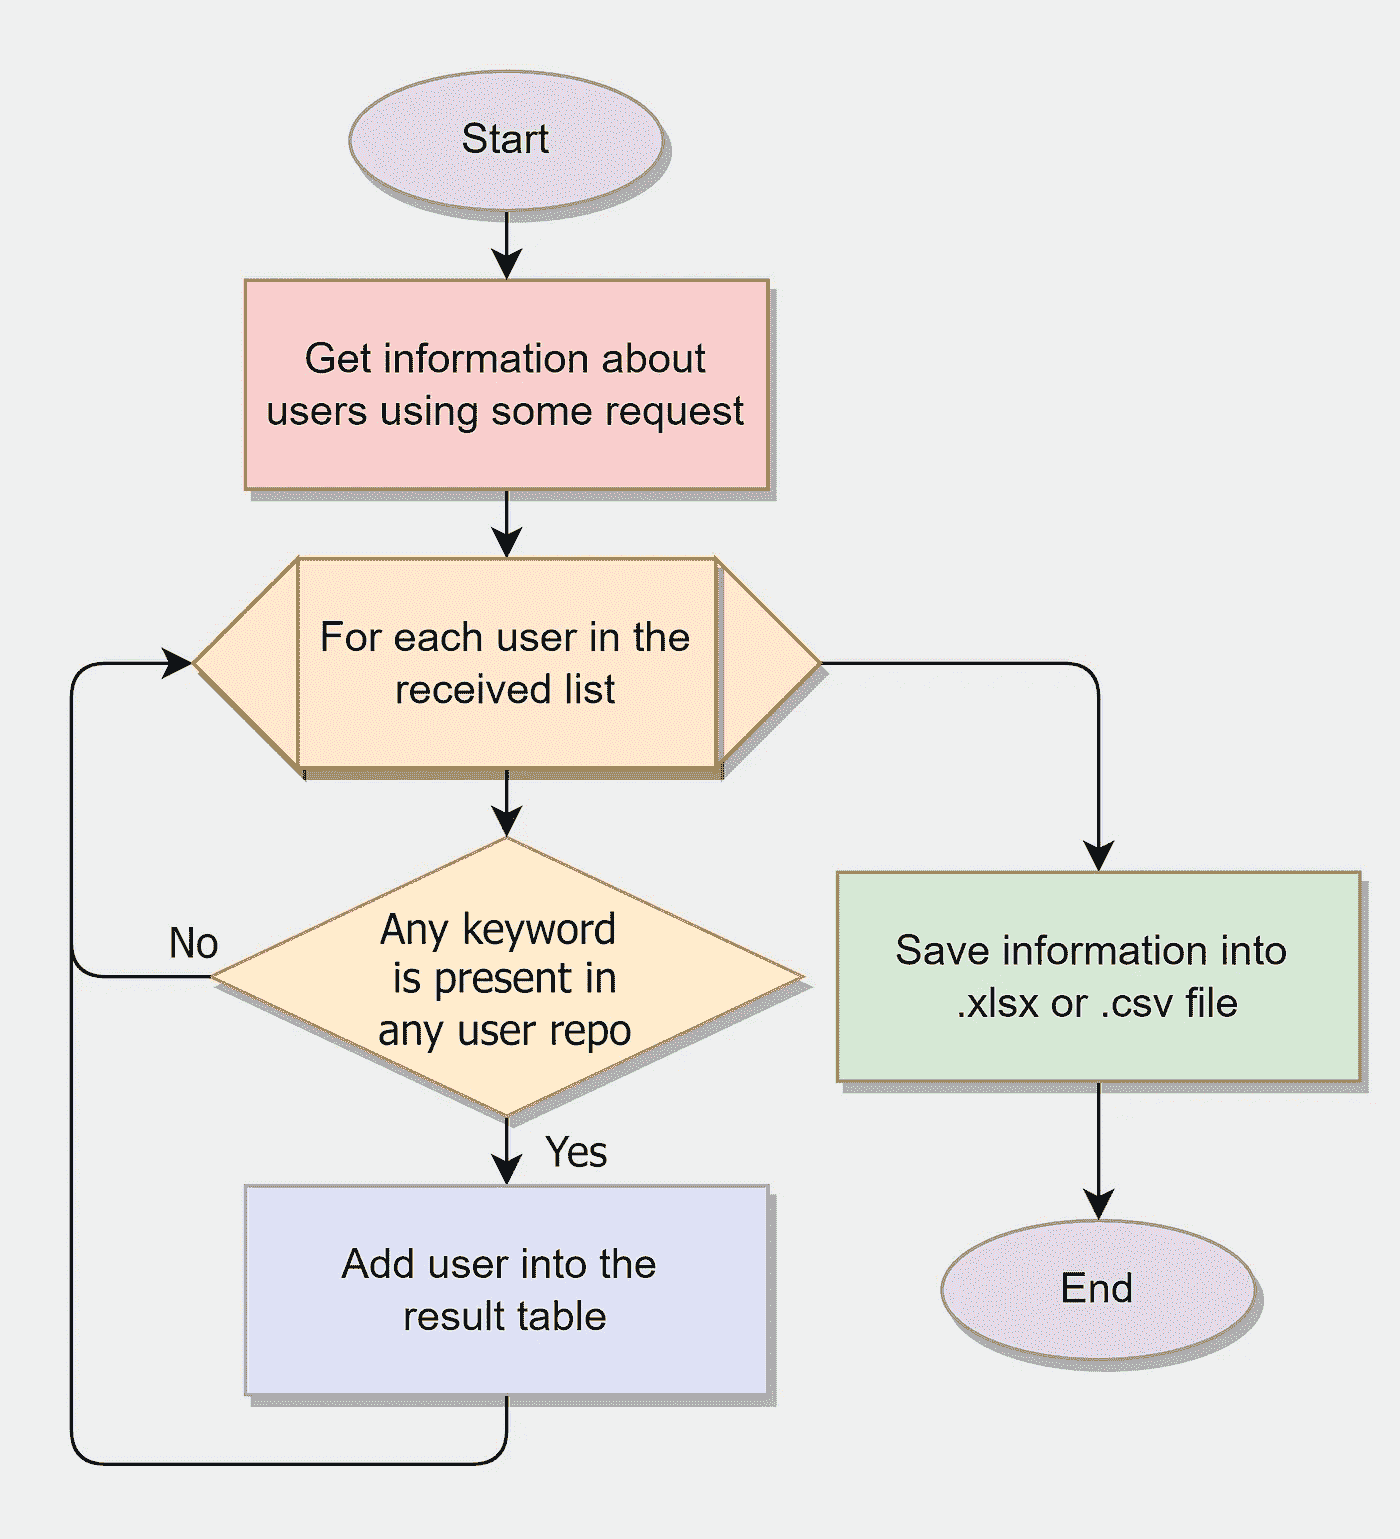 Start
Get information about
users using some request
For each user in the
received list
No
Any keyword
is present in
any user repo
Yes
Add user into the
result table
Save information into
.xlsx or .csv file
End